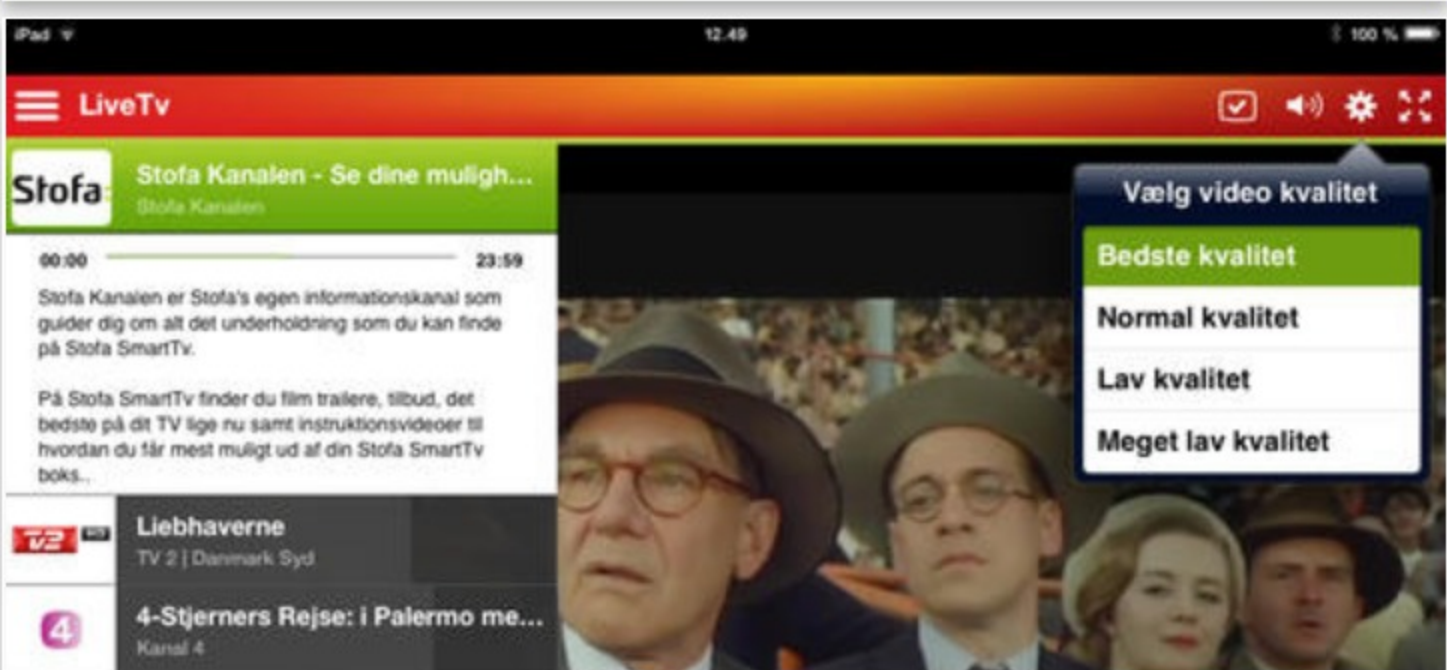 iPad
12.49
100 %
LiveTv
Stofa
Stofa Kanalen - Se dine muligh...
Stofa Kanalen
00:00
23:59
Stofa Kanalen er Stofa's egen informationskanal som
guider dig om alt det underholdning som du kan finde
på Stofa SmartTv.
På Stofa SmartTv finder du film trailere, tilbud, det
bedste på dit TV lige nu samt instruktionsvideoer til
hvordan du får mest muligt ud af din Stofa SmartTv
boks..
Vælg video kvalitet
Bedste kvalitet
Normal kvalitet
Lav kvalitet
Meget lav kvalitet
TV2
Liebhaverne
TV 2 | Danmark Syd
4
4-Stjerners Rejse: i Palermo me...
Kanal 4